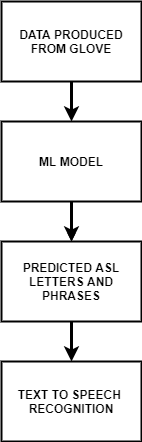 DATA PRODUCED
FROM GLOVE
ML MODEL
PREDICTED ASL
LETTERS AND
PHRASES
TEXT TO SPEECH
RECOGNITION